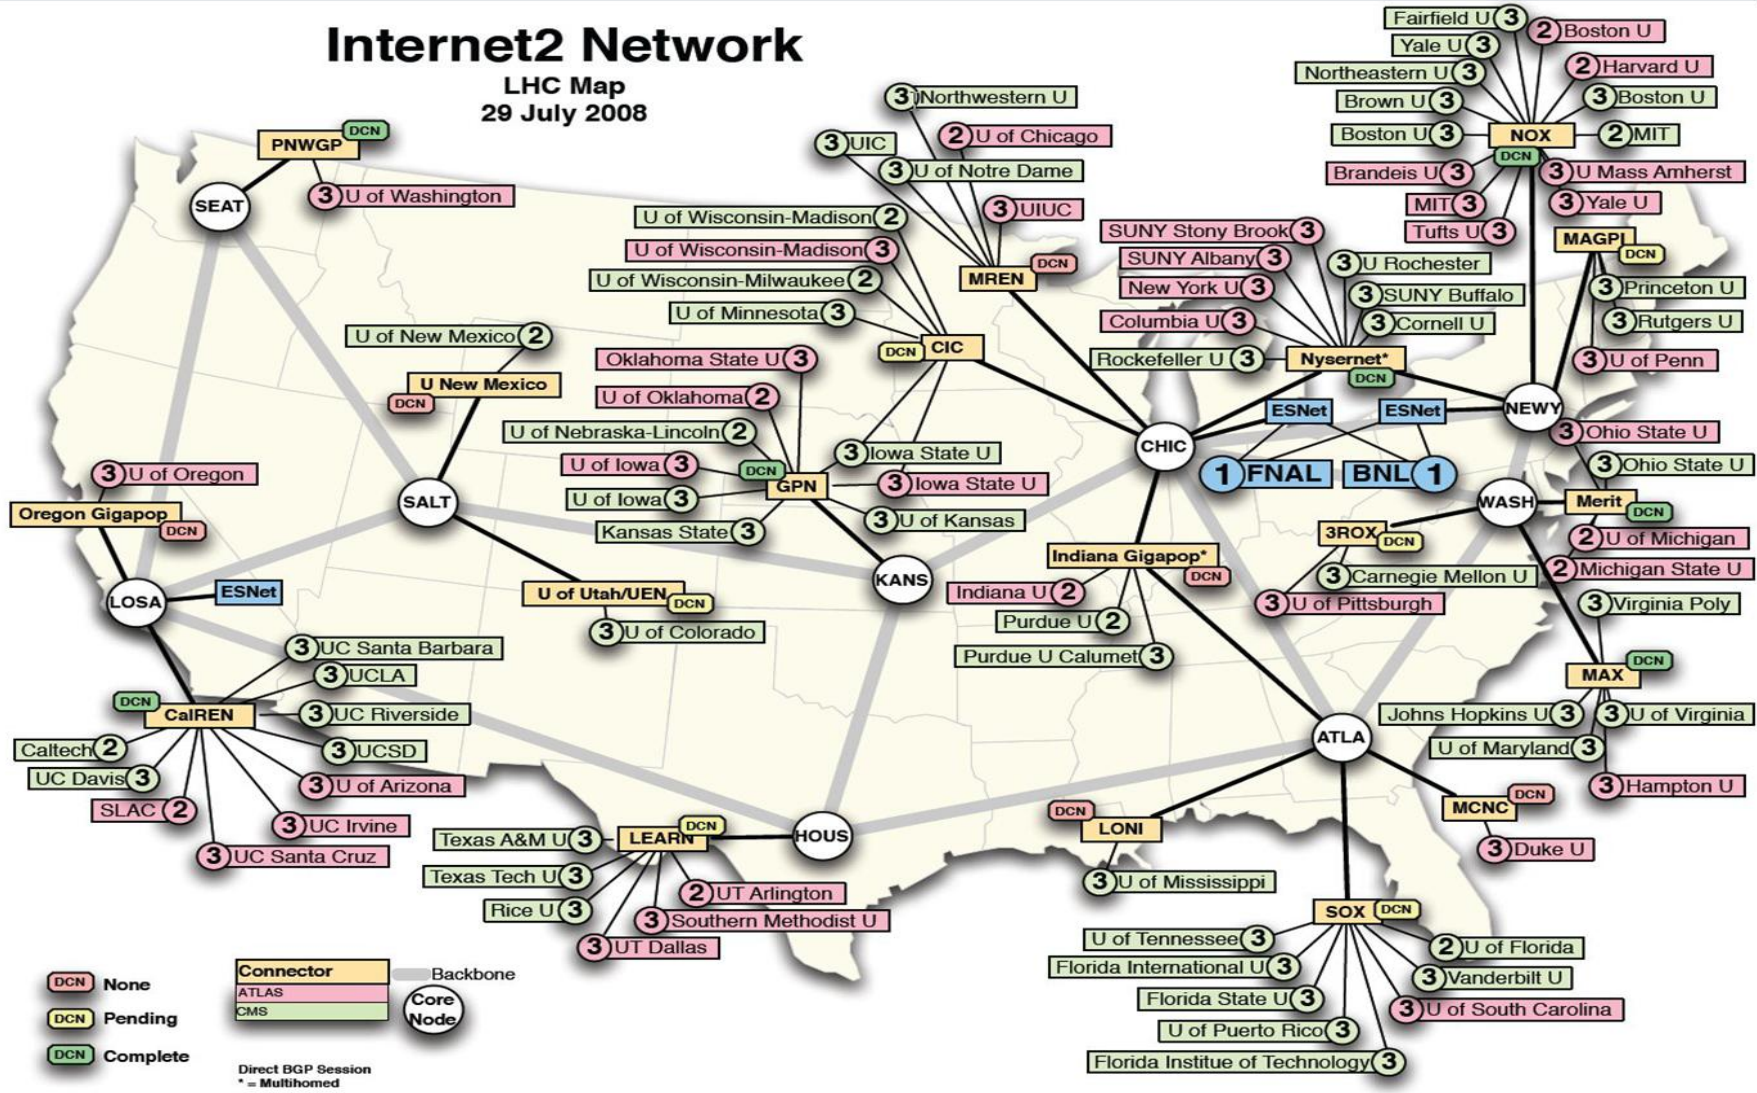 Internet2 Network
LHC Map
29 July 2008
PNWGP
DCN
SEAT
3 U of Washington
3 Northwestern U
2 U of Chicago
3 UIC
3 U of Notre Dame
3 UIUC
MREN
DCN
U of Wisconsin-Madison 2
U of Wisconsin-Madison 3
U of Wisconsin-Milwaukee 2
U of Minnesota 3
DCN
CIC
Fairfield U 3
2 Boston U
Yale U 3
2 Harvard U
Northeastern U 3
3 Boston U
Brown U 3
Boston U 3
NOX
2 MIT
DCN
Brandeis U 3
3 U Mass Amherst
MIT 3
3 Yale U
Tufts U 3
MAGPI
DCN
3 Princeton U
3 Rutgers U
3 U of Penn
SUNY Stony Brook 3
SUNY Albany 3
3 U Rochester
New York U 3
3 SUNY Buffalo
Columbia U 3
3 Cornell U
Rockefeller U 3
Nysernet*
DCN
U of New Mexico 2
U New Mexico
DCN
Oklahoma State U 3
U of Oklahoma 2
U of Nebraska-Lincoln 2
U of Iowa 3
DCN
GPN
U of Iowa 3
Kansas State 3
3 Iowa State U
3 Iowa State U
3 U of Kansas
CHIC
ESNet
ESNet
NEWY
1 FNAL
BNL 1
3 Ohio State U
3 Ohio State U
WASH
Merit
DCN
2 U of Michigan
2 Michigan State U
3ROX
DCN
3 Carnegie Mellon U
3 U of Pittsburgh
3 U of Oregon
Oregon Gigapop
DCN
SALT
LOSA
ESNet
U of Utah/UEN
DCN
3 U of Colorado
KANS
Indiana Gigapop*
DCN
Indiana U 2
Purdue U 2
Purdue U Calumet 3
3 Virginia Poly
MAX
DCN
Johns Hopkins U 3
3 U of Virginia
U of Maryland 3
3 Hampton U
3 UC Santa Barbara
3 UCLA
DCN
CalREN
3 UC Riverside
Caltech 2
3 UCSD
UC Davis 3
3 U of Arizona
SLAC 2
3 UC Irvine
3 UC Santa Cruz
Texas A&M U 3
LEARN
DCN
HOUS
Texas Tech U 3
Rice U 3
2 UT Arlington
3 Southern Methodist U
3 UT Dallas
ATLA
DCN
LONI
3 U of Mississippi
MCNC
DCN
3 Duke U
SOX
DCN
U of Tennessee 3
2 U of Florida
Florida International U 3
3 Vanderbilt U
Florida State U 3
3 U of South Carolina
U of Puerto Rico 3
Florida Institue of Technology 3
DCN None
DCN Pending
DCN Complete
Connector
ATLAS
CMS
Backbone
Core
Node
Direct BGP Session
* = Multihomed